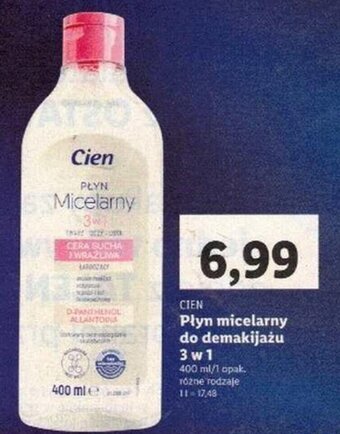 Cien
PŁYN
Micelarny
3w1
TWARZ OCZY USTA
CERA SUCHA
I WRAŻLIWA
ŁAGODZĄCY
D-PANTHENOL
ALLANTOINA
400 ml e
6,99
CIEN
Płyn micelarny
do demakijażu
3 w 1
400 ml/1 opak.
różne rodzaje
1 l = 17,48